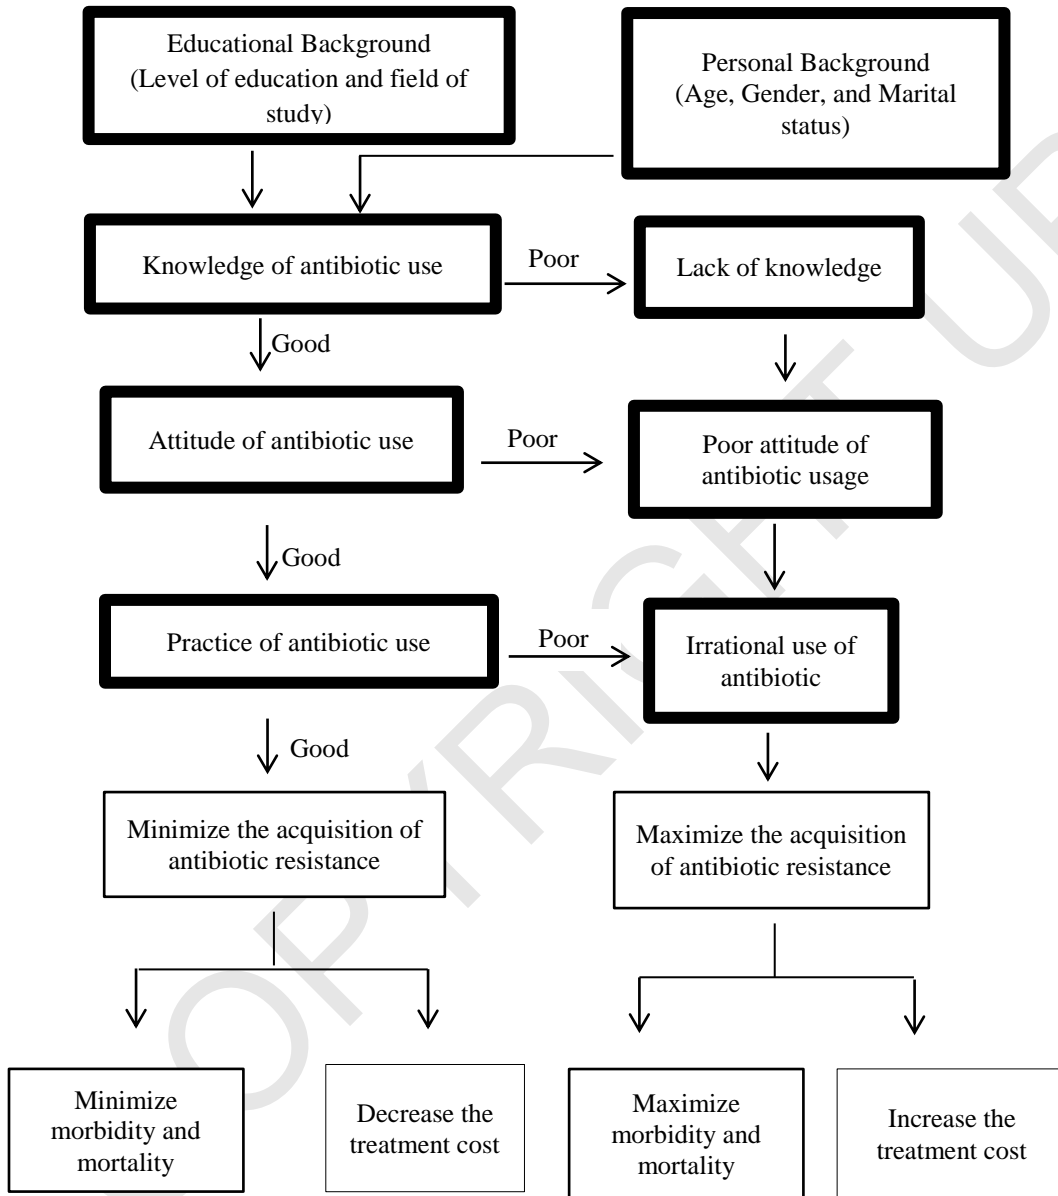 Educational Background
(Level of education and field of
study)
Personal Background
(Age, Gender, and Marital
status)
Knowledge of antibiotic use
Poor
Lack of knowledge
Good
Attitude of antibiotic use
Poor
Poor attitude of
antibiotic usage
Good
Practice of antibiotic use
Poor
Irrational use of
antibiotic
Good
Minimize the acquisition of
antibiotic resistance
Maximize the acquisition
of antibiotic resistance
Minimize
morbidity and
mortality
Decrease the
treatment cost
Maximize
morbidity and
mortality
Increase the
treatment cost